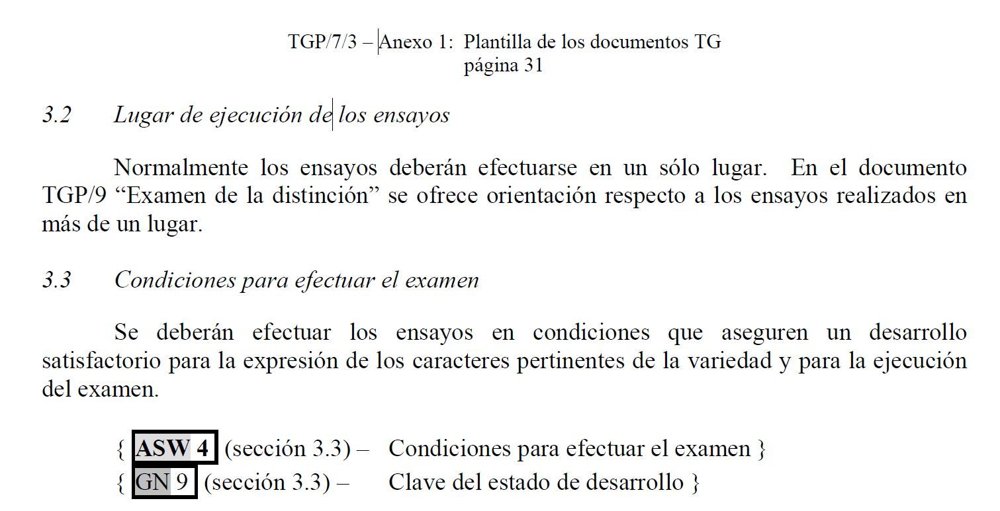 TGP/7/3 – Anexo 1: Plantilla de los documentos TG
página 31
3.2 Lugar de ejecución de los ensayos
Normalmente los ensayos deberán efectuarse en un sólo lugar. En el documento
TGP/9 “Examen de la distinción” se ofrece orientación respecto a los ensayos realizados en
más de un lugar.
3.3 Condiciones para efectuar el examen
Se deberán efectuar los ensayos en condiciones que aseguren un desarrollo
satisfactorio para la expresión de los caracteres pertinentes de la variedad y para la ejecución
del examen.
{ ASW 4 (sección 3.3) – Condiciones para efectuar el examen }
{ GN 9 (sección 3.3) – Clave del estado de desarrollo }